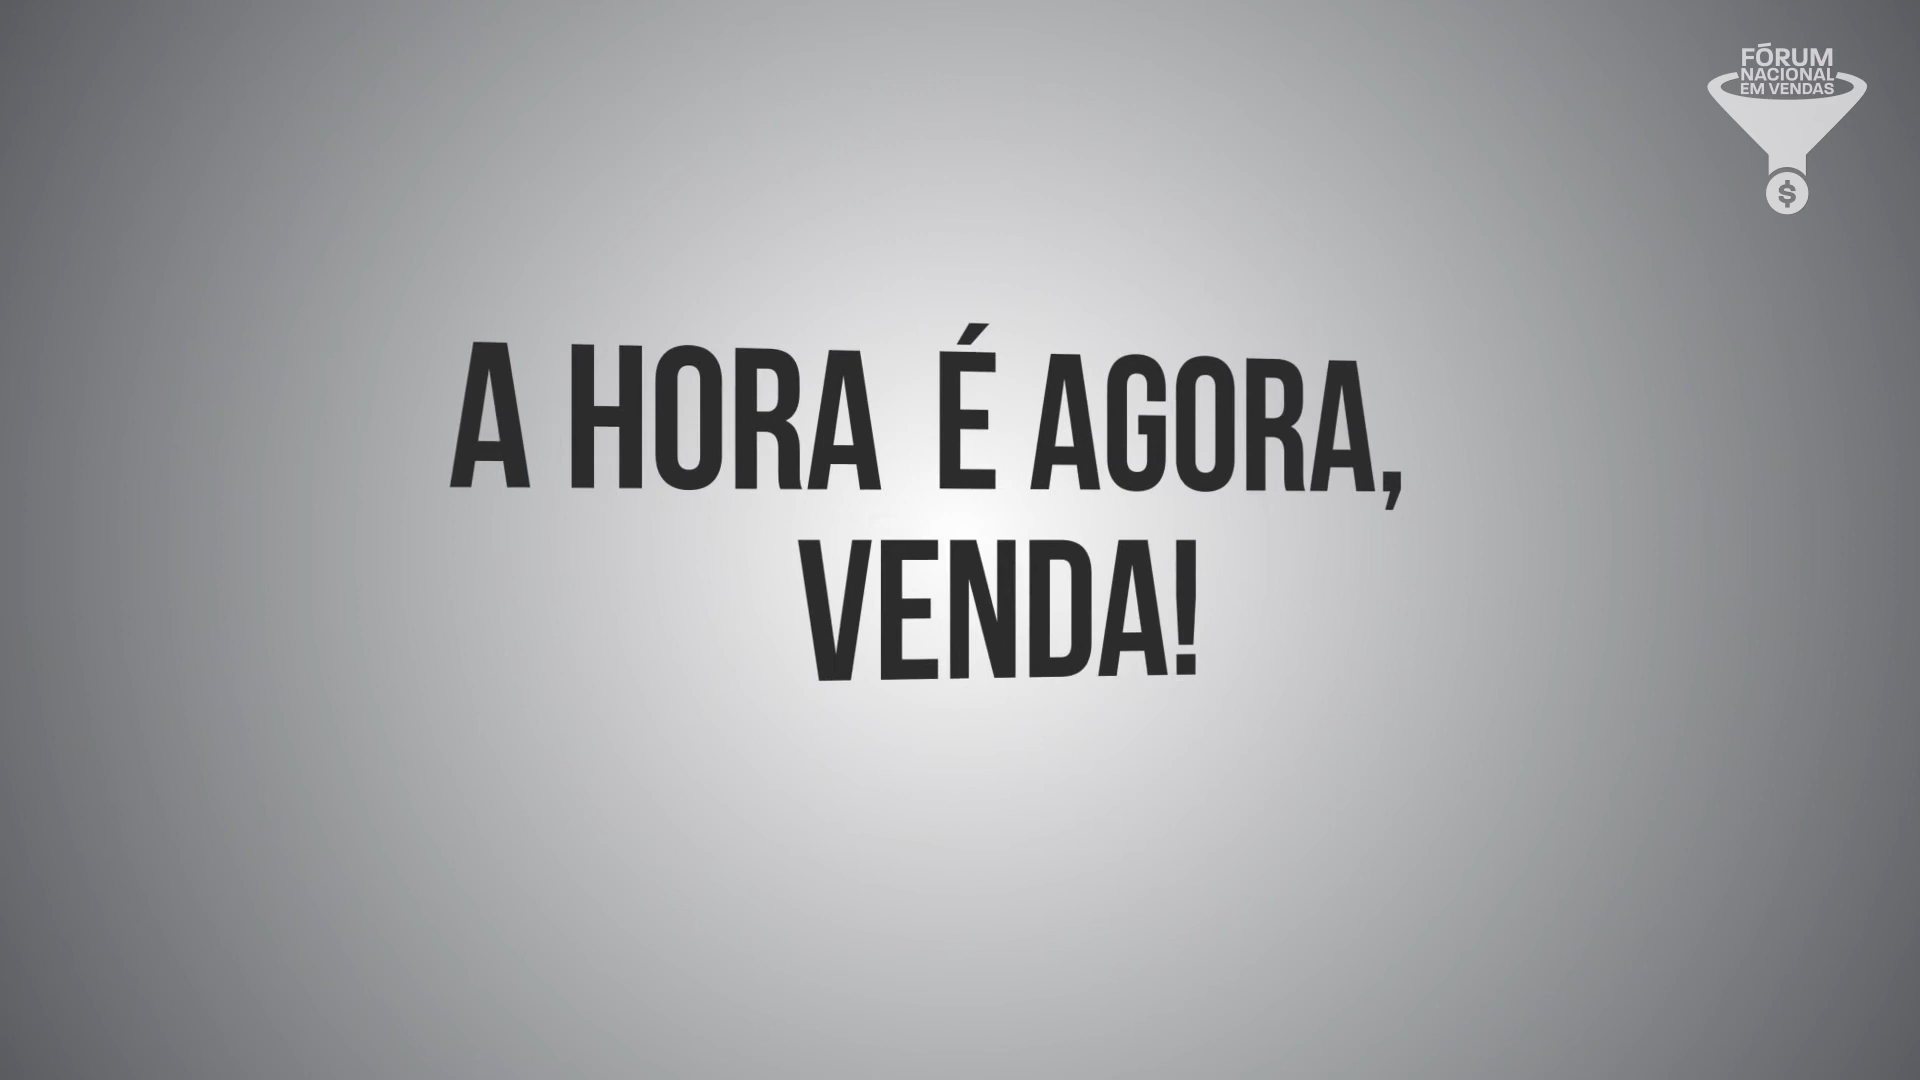 FÓRUM
NACIONAL
EM VENDAS
$
A HORA É AGORA,
VENDA!